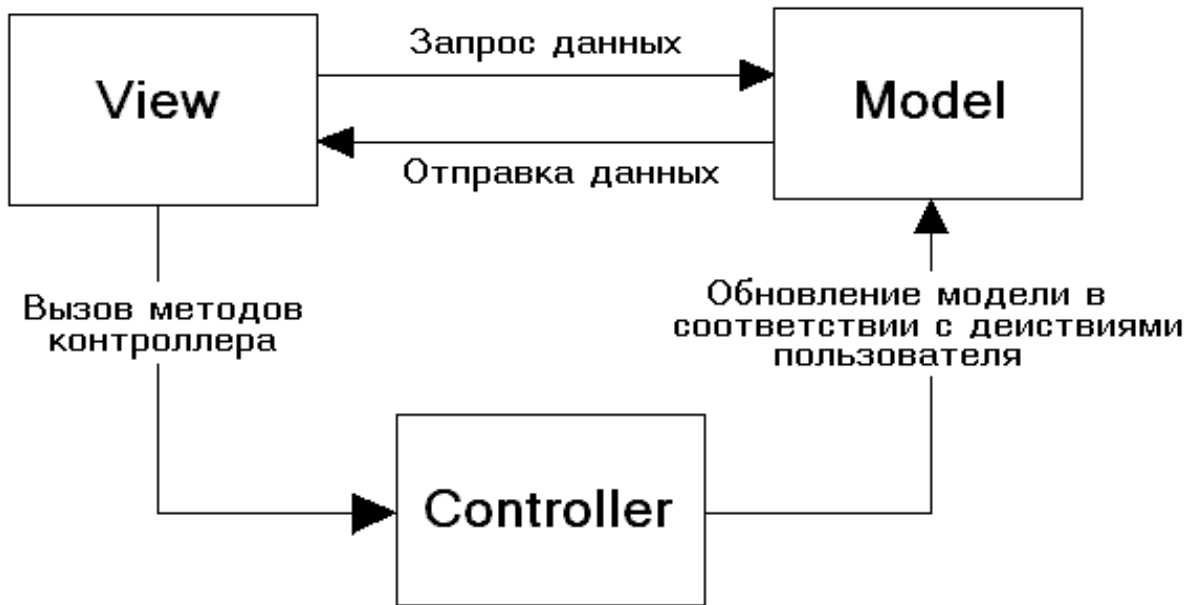 View
Запрос данных
Model
Отправка данных
Вызов методов
контроллера
Обновление модели в
соответствии с деиствиями
пользователя
Controller